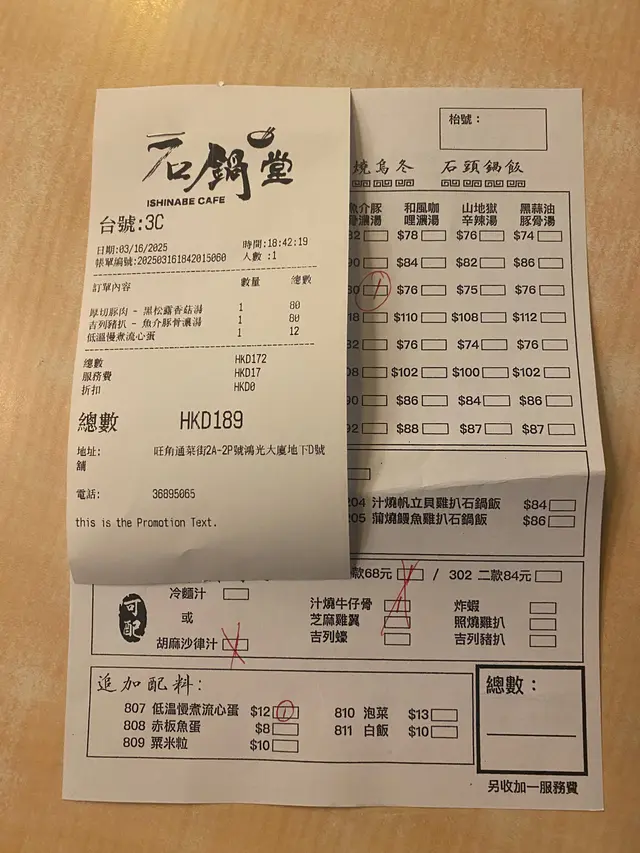 石鍋堂
ISHINABE CAFE
台號:3C
日期:03/16/2025 時間:18:42:19
帳單編號:202503161842015060 人數:1
訂單內容 數量 總數
厚切豚肉 - 黑松露香菇湯 1 80
吉列豬扒 - 魚介豚骨濃湯 1 80
低溫慢煮流心蛋 1 12
總數 HKD172
服務費 HKD17
折扣 HKD0
總數 HKD189
地址: 旺角通菜街2A-2P號鴻光大廈地下D號
舖
電話: 36895065
this is the Promotion Text.
枱號：
燒烏冬 石頭鍋飯
魚介豚 和風咖 山地獄 黑蒜油
骨濃湯 哩濃湯 辛辣湯 豚骨湯
$78 $76 $74
$84 $82 $86
$76 $75 $76
$110 $108 $112
$76 $74 $76
$102 $100 $102
$86 $84 $86
$88 $87 $87
204 汁燒帆立貝雞扒石鍋飯 $84
205 蒲燒鰻魚雞扒石鍋飯 $86
款68元 / 302 二款84元
可配
冷麵汁
或
胡麻沙律汁
汁燒牛仔骨 炸蝦
芝麻雞翼 照燒雞扒
吉列蠔 吉列豬扒
追加配料:
807 低溫慢煮流心蛋 $12 810 泡菜 $13
808 赤板魚蛋 $8 811 白飯 $10
809 粟米粒 $10
總數：
另收加一服務費